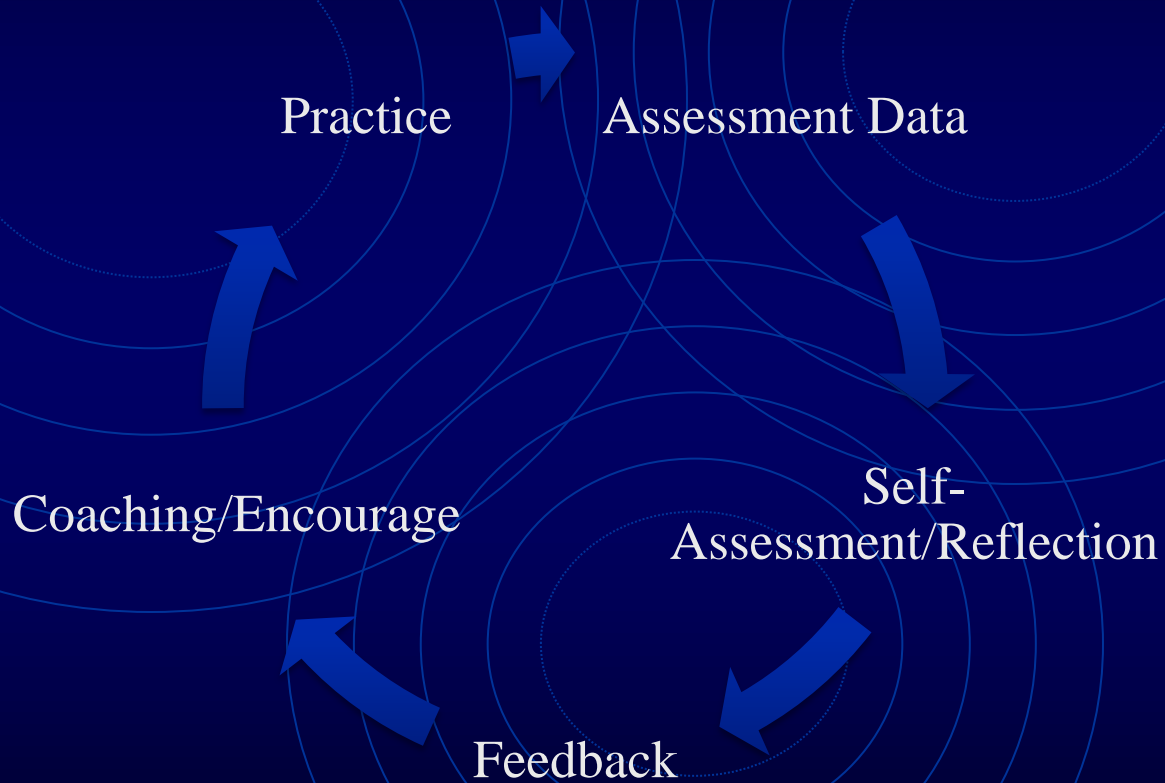 Practice
Assessment Data
Self-
Assessment/Reflection
Coaching/Encourage
Feedback